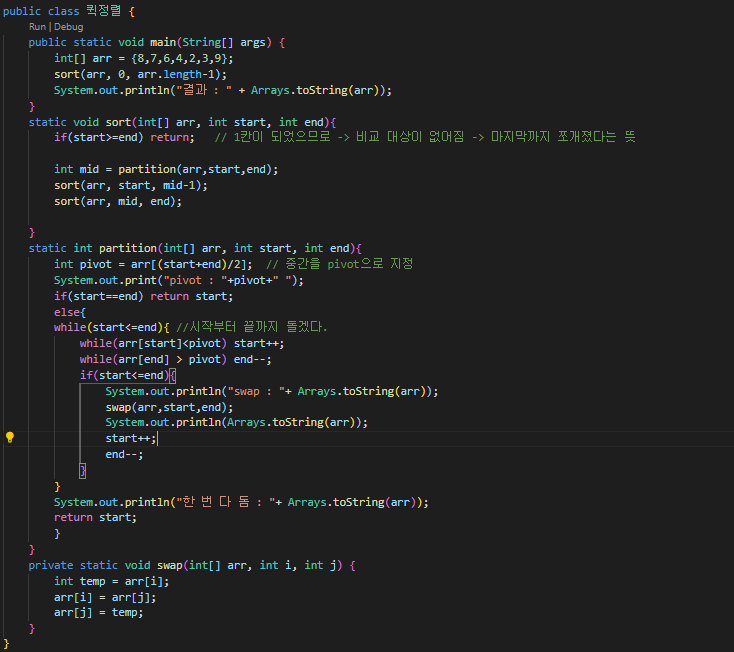 public class 퀵정렬 {
Run | Debug
public static void main(String[] args) {
int[] arr = {8,7,6,4,2,3,9};
sort(arr, 0, arr.length-1);
System.out.println("결과 : " + Arrays.toString(arr));
}
static void sort(int[] arr, int start, int end){
if(start>=end) return;   // 1칸이 되었으므로 -> 비교 대상이 없어짐 -> 마지막까지 쪼개졌다는 뜻
int mid = partition(arr,start,end);
sort(arr, start, mid-1);
sort(arr, mid, end);
}
static int partition(int[] arr, int start, int end){
int pivot = arr[(start+end)/2];  // 중간을 pivot으로 지정
System.out.print("pivot : "+pivot+" ");
if(start==end) return start;
else{
while(start<=end){ //시작부터 끝까지 돌겠다.
while(arr[start]<pivot) start++;
while(arr[end] > pivot) end--;
if(start<=end){
System.out.println("swap : "+ Arrays.toString(arr));
swap(arr,start,end);
System.out.println(Arrays.toString(arr));
start++;
end--;
}
}
System.out.println("한 번 다 돔 : "+ Arrays.toString(arr));
return start;
}
}
private static void swap(int[] arr, int i, int j) {
int temp = arr[i];
arr[i] = arr[j];
arr[j] = temp;
}
}